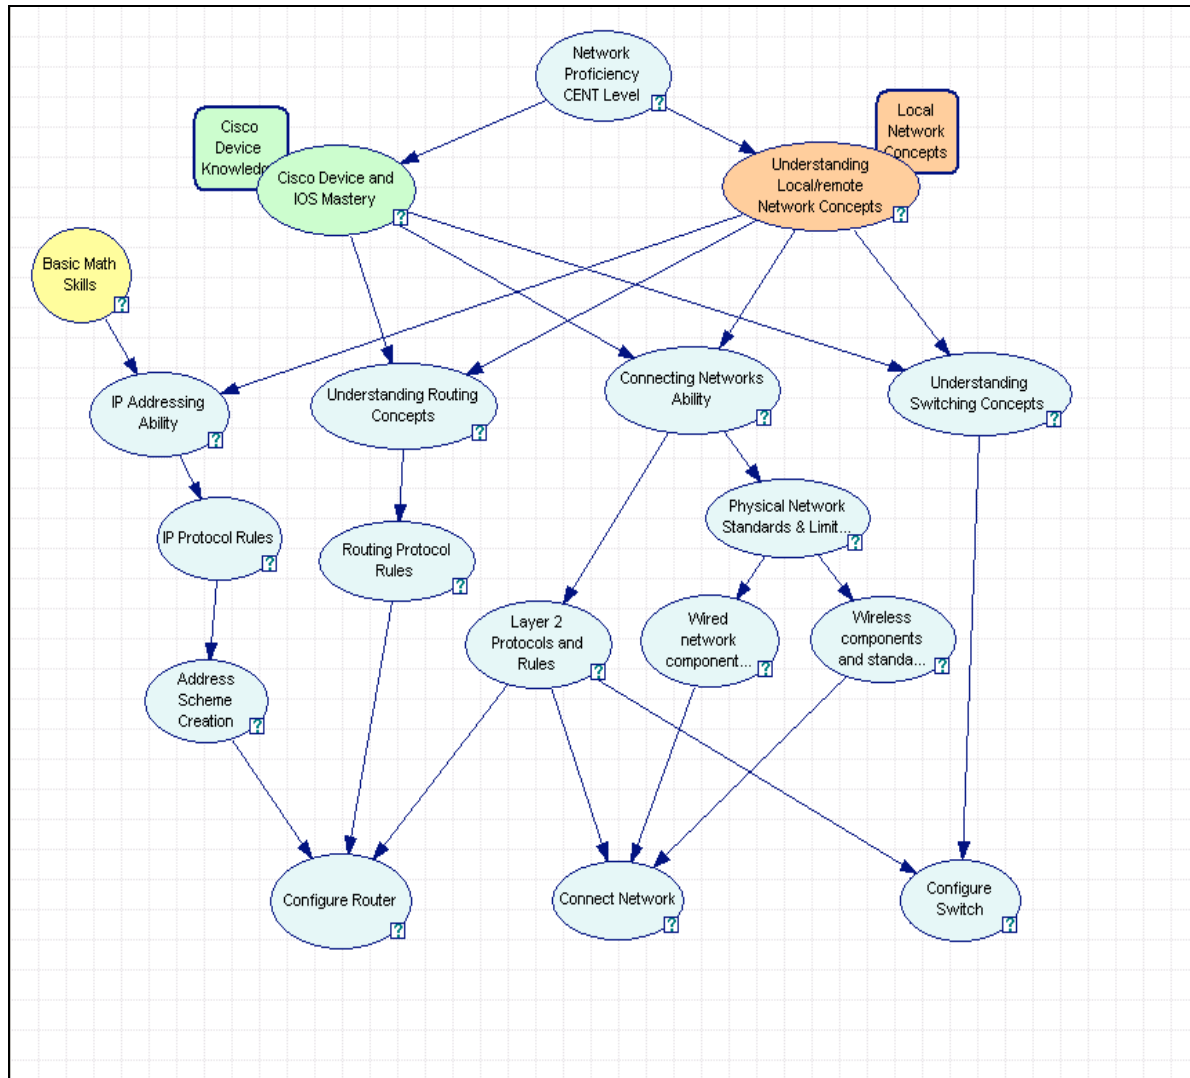 Network
Proficiency
CENT Level
?
Cisco
Device
Knowledg
Local
Network
Concepts
Cisco Device and
IOS Mastery
?
Understanding
Local/remote
Network Concepts
?
Basic Math
Skills
?
IP Addressing
Ability
?
Understanding Routing
Concepts
?
Connecting Networks
Ability
?
Understanding
Switching Concepts
?
Physical Network
Standards & Limit...
?
IP Protocol Rules
?
Routing Protocol
Rules
?
Layer 2
Protocols and
Rules
?
Wired
network
component...
?
Wireless
components
and standa...
?
Address
Scheme
Creation
?
Configure Router
?
Connect Network
?
Configure
Switch
?